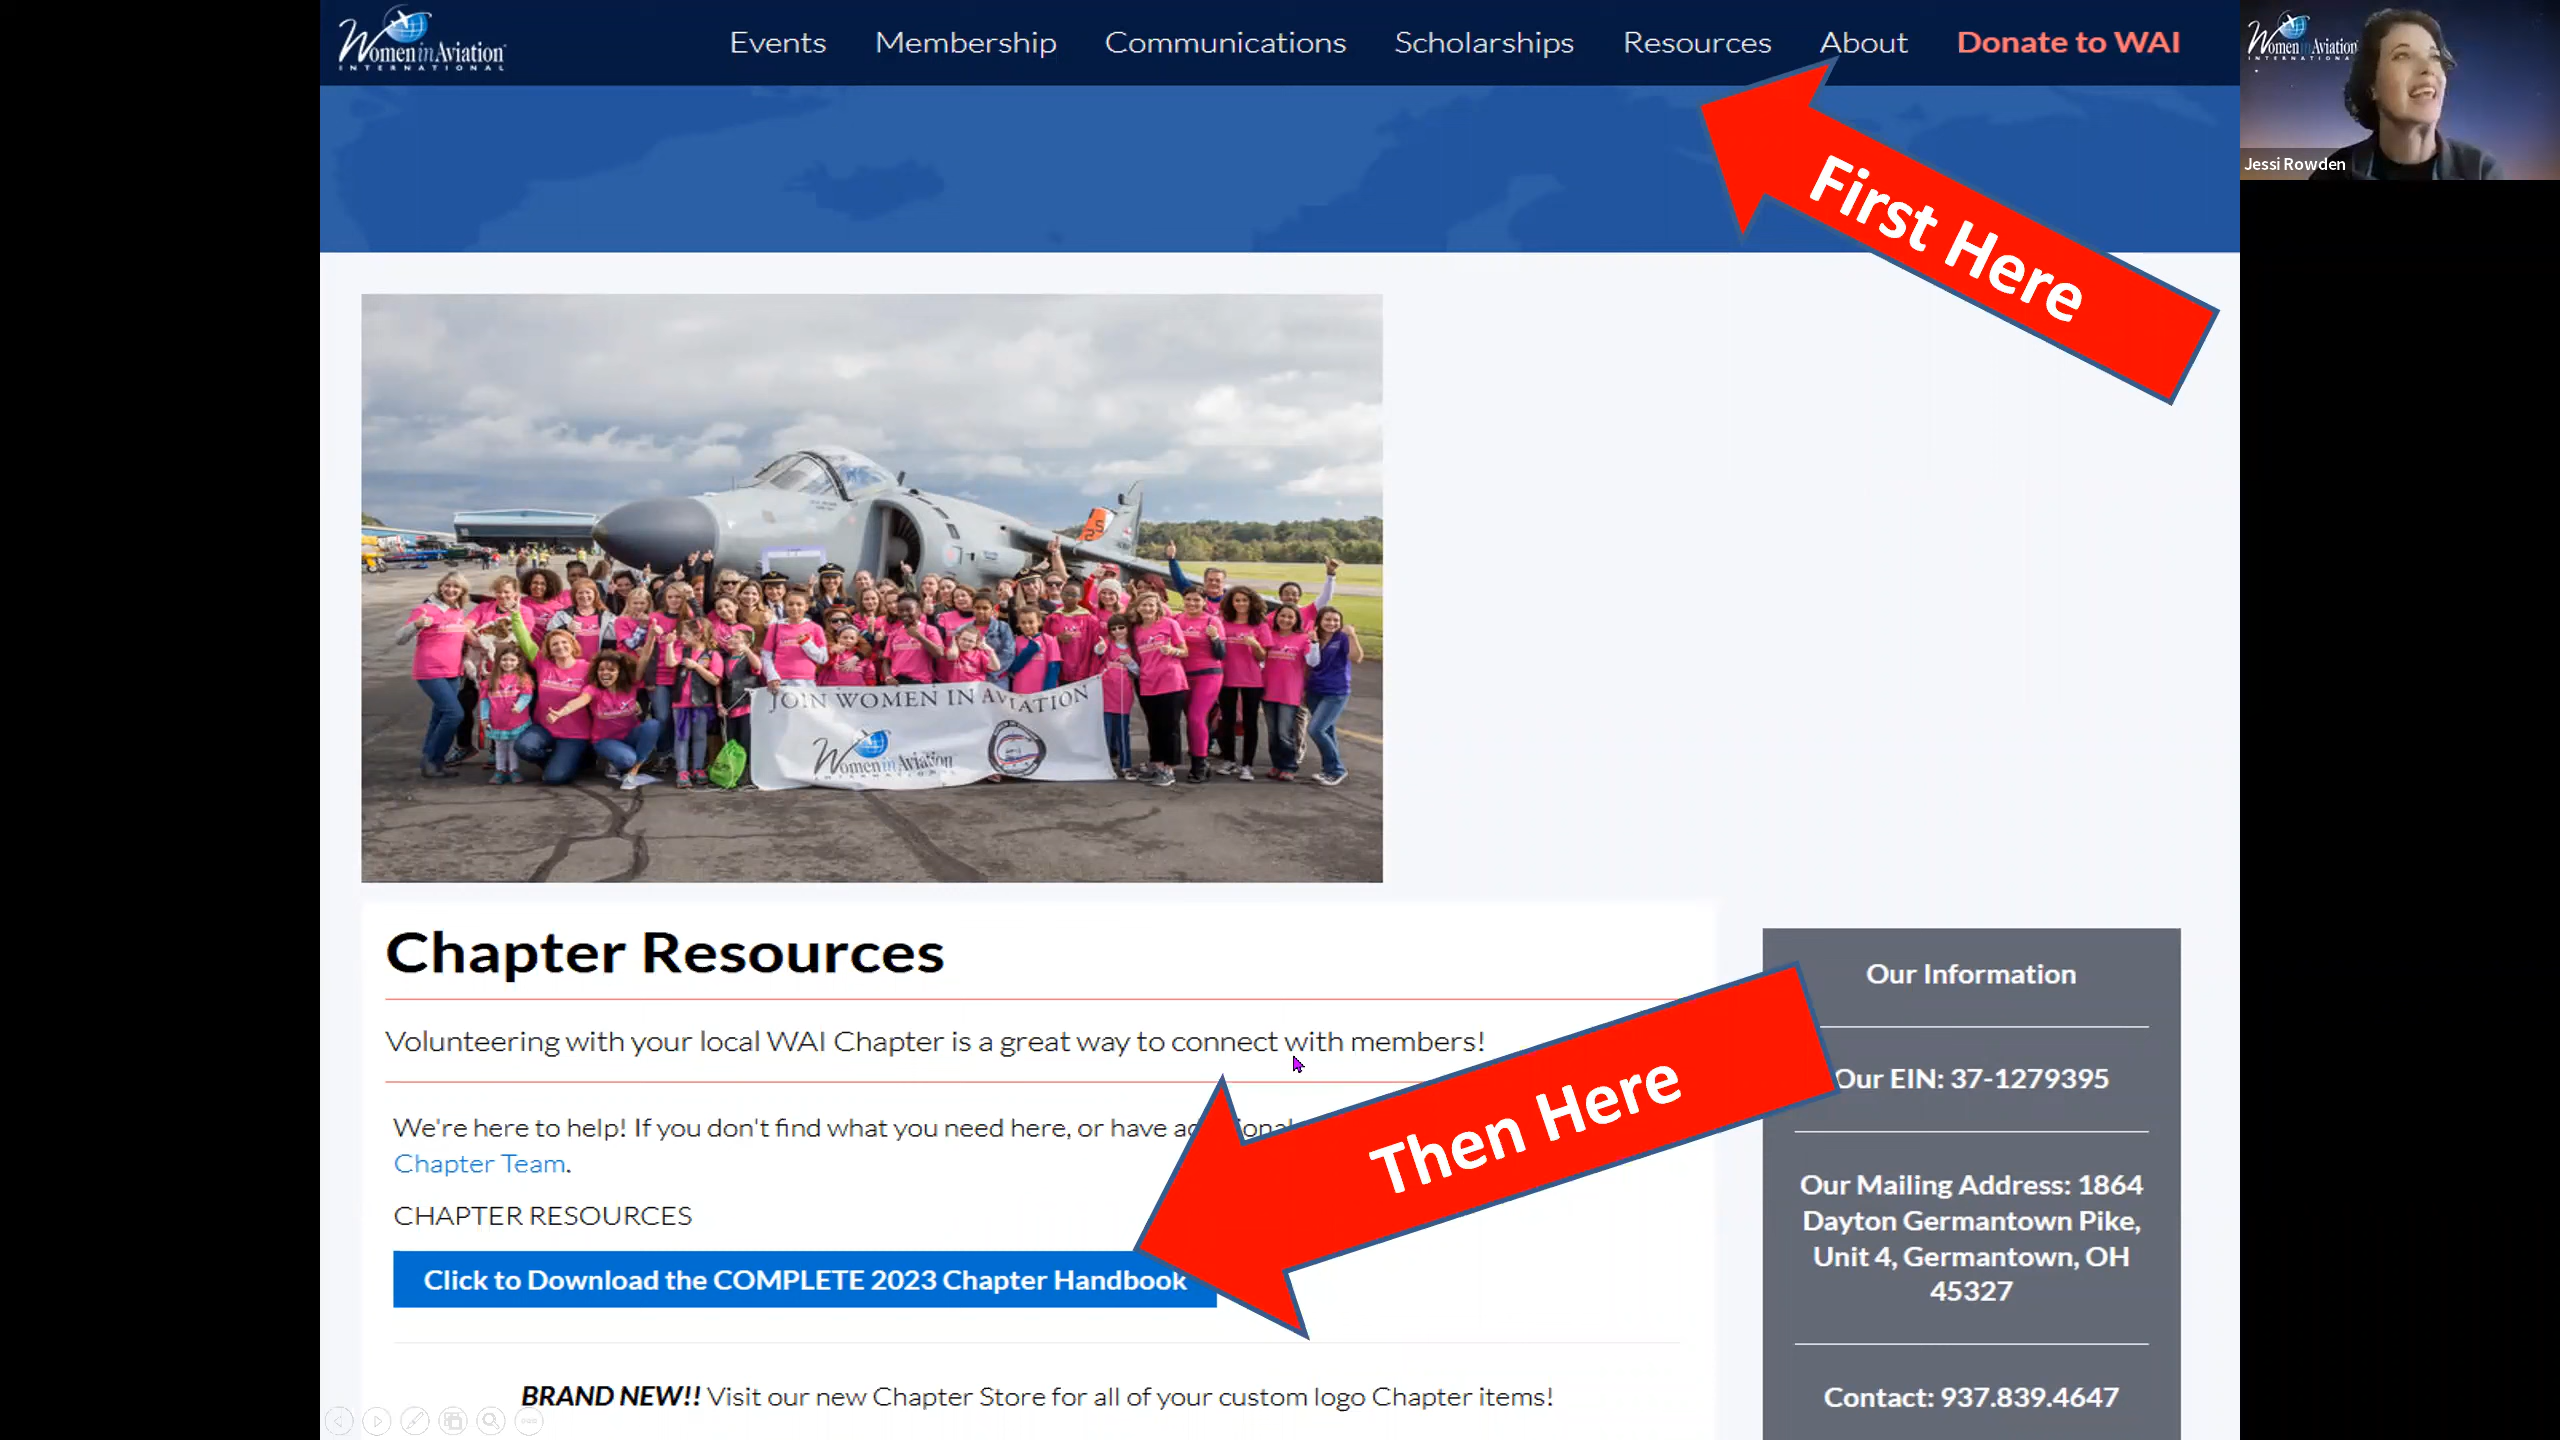 Women in Aviation
INTERNATIONAL
Events Membership Communications Scholarships Resources About Donate to WAI
Women in Aviation
INTERNATIONAL
Jessi Rowden
First Here
JOIN WOMEN IN AVIATION
Women in Aviation
INTERNATIONAL
Chapter Resources
Volunteering with your local WAI Chapter is a great way to connect with members!
We're here to help! If you don't find what you need here, or have
Chapter Team.
CHAPTER RESOURCES
Click to Download the COMPLETE 2023 Chapter Handbook
Then Here
BRAND NEW!! Visit our new Chapter Store for all of your custom logo Chapter items!
Our Information
Our EIN: 37-1279395
Our Mailing Address: 1864
Dayton Germantown Pike,
Unit 4, Germantown, OH
45327
Contact: 937.839.4647